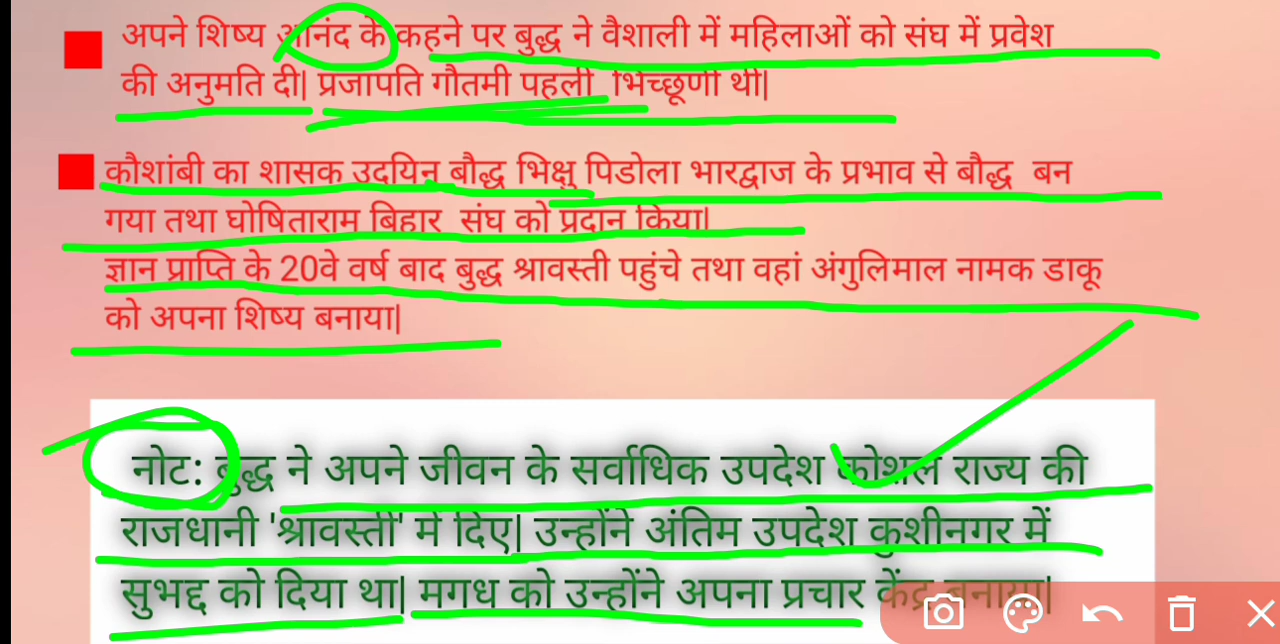 अपने शिष्य आनंद के कहने पर बुद्ध ने वैशाली में महिलाओं को संघ में प्रवेश
की अनुमति दी| प्रजापति गौतमी पहली भिच्छूणी थी|
कौशांबी का शासक उदयिन बौद्ध भिक्षु पिडोला भारद्वाज के प्रभाव से बौद्ध बन
गया तथा घोषिताराम बिहार संघ को प्रदान किया|
ज्ञान प्राप्ति के 20वे वर्ष बाद बुद्ध श्रावस्ती पहुंचे तथा वहां अंगुलिमाल नामक डाकू
को अपना शिष्य बनाया|
नोट: बुद्ध ने अपने जीवन के सर्वाधिक उपदेश कोशल राज्य की
राजधानी 'श्रावस्ती' में दिए| उन्होंने अंतिम उपदेश कुशीनगर में
सुभद्द को दिया था| मगध को उन्होंने अपना प्रचार केंद्र बनाया|